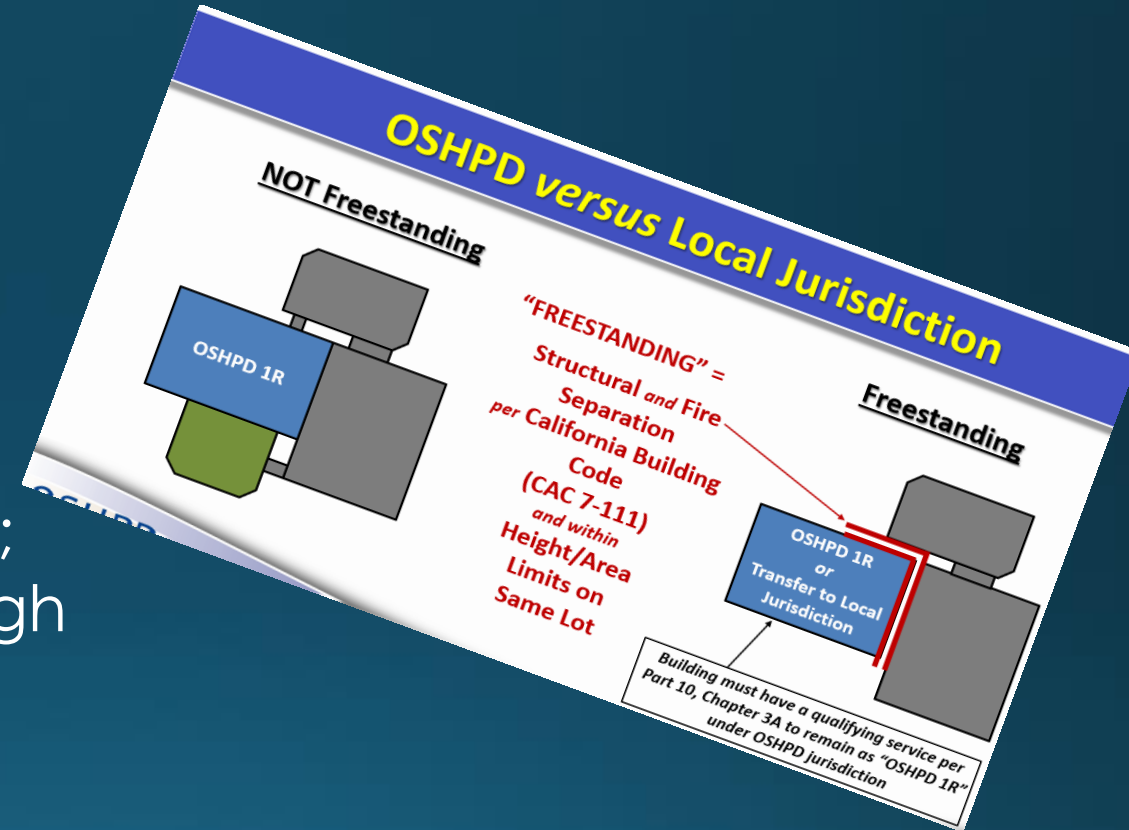 OSHPD versus Local Jurisdiction
NOT Freestanding
OSHPD 1R
"FREESTANDING" =
Structural and Fire
Separation
per California Building
Code
(CAC 7-111)
and within
Height/Area
Limits on
Same Lot
Freestanding
OSHPD 1R
or
Transfer to Local
Jurisdiction
Building must have a qualifying service per
Part 10, Chapter 3A to remain as "OSHPD 1R"
under OSHPD jurisdiction
OSHPD
;
gh